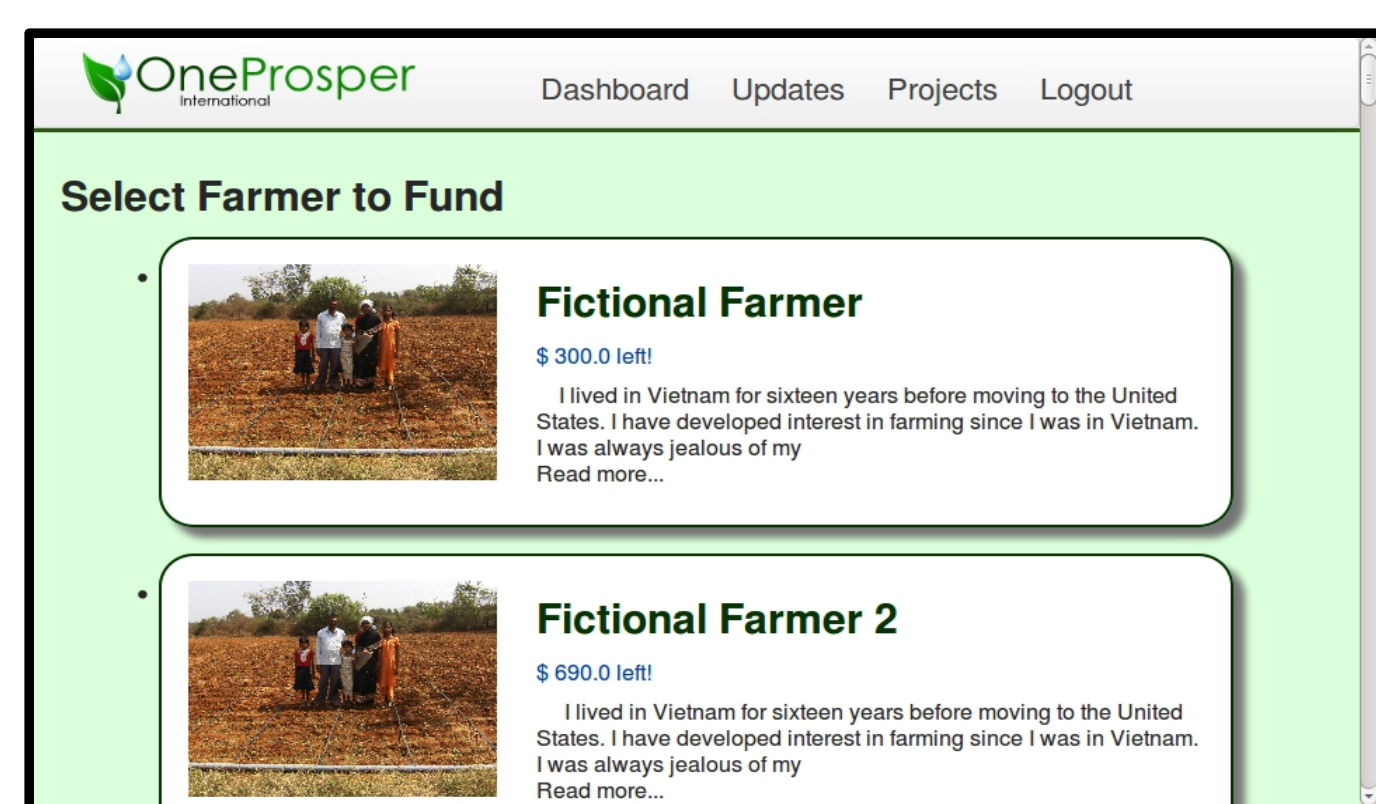 OneProsper
International
Dashboard Updates Projects Logout
Select Farmer to Fund
Fictional Farmer
$ 300.0 left!
I lived in Vietnam for sixteen years before moving to the United
States. I have developed interest in farming since I was in Vietnam.
I was always jealous of my
Read more...
Fictional Farmer 2
$ 690.0 left!
I lived in Vietnam for sixteen years before moving to the United
States. I have developed interest in farming since I was in Vietnam.
I was always jealous of my
Read more...